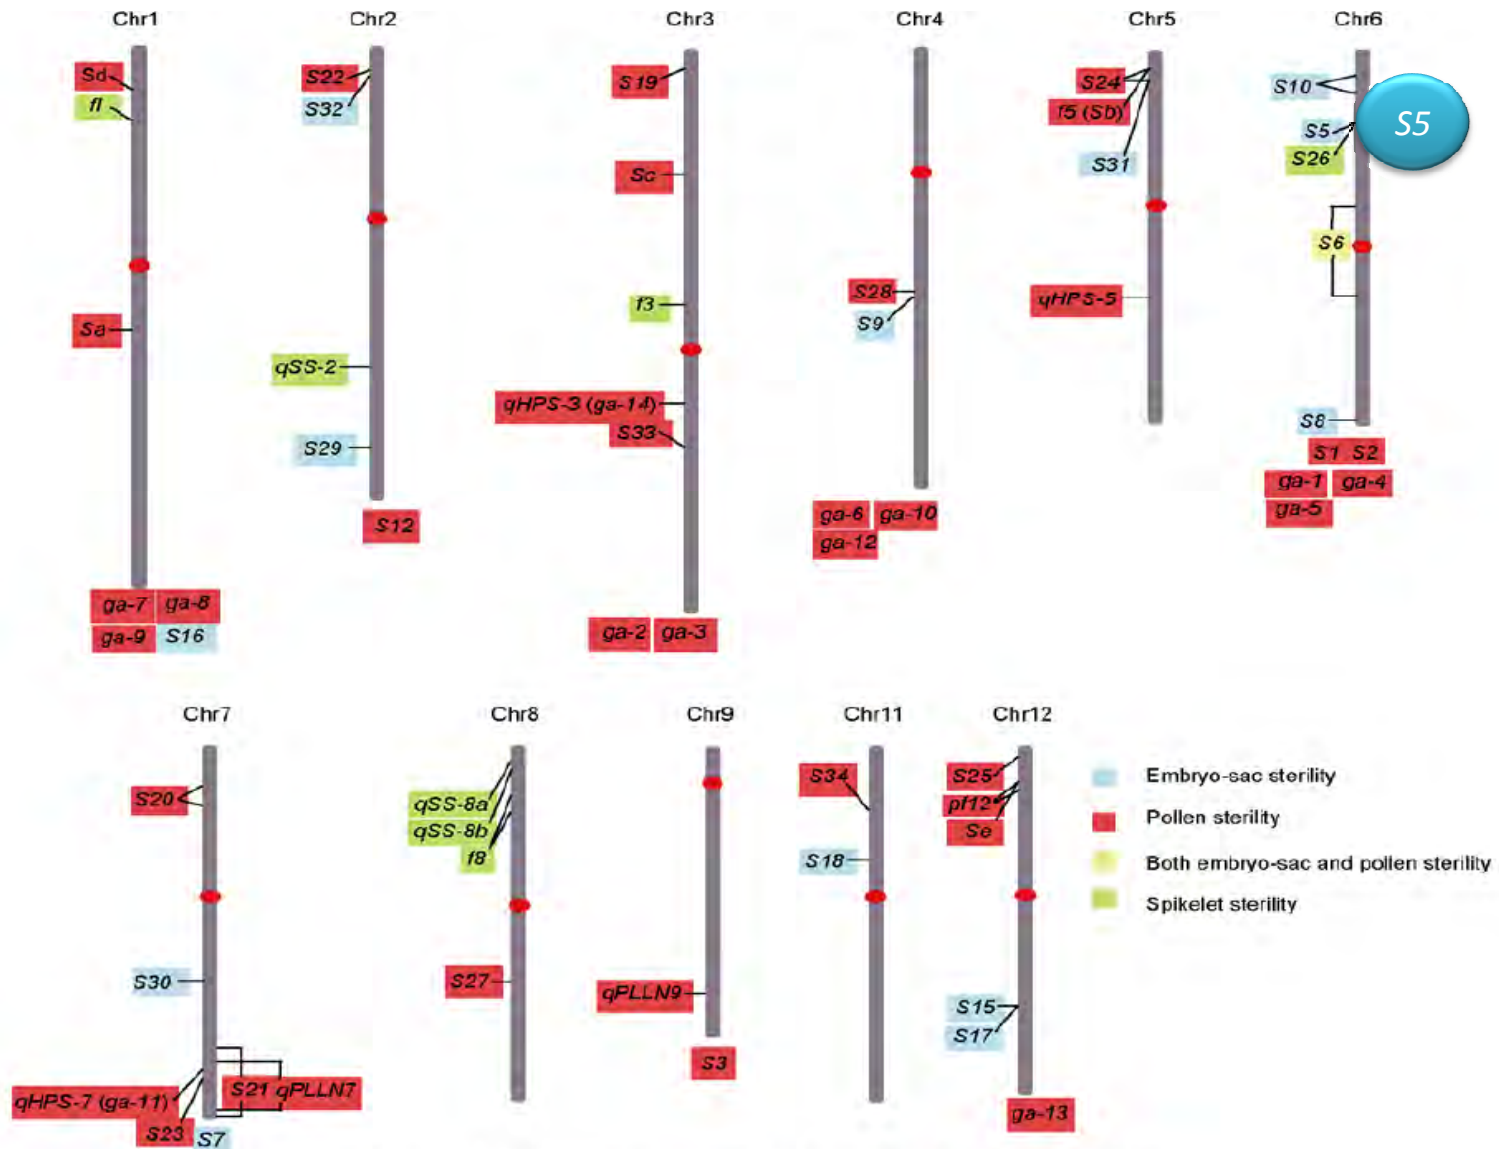 Chr1
Chr2
Chr3
Chr4
Chr5
Chr6
Sd
fl
Sa
ga-7 ga-8
ga-9 S16
S22
S32
qSS-2
S29
S12
S19
Sc
f3
qHPS-3 (ga-14)
S33
ga-2 ga-3
S28
S9
ga-6 ga-10
ga-12
S24
f5 (Sb)
S31
qHPS-5
S10
S5
S5
S26
S6
S8
S1 S2
ga-1 ga-4
ga-5
Chr7
Chr8
Chr9
Chr11
Chr12
S20
S30
S21 qPLLN7
qHPS-7 (ga-11)
S23
S7
qSS-8a
qSS-8b
f8
S27
qPLLN9
S3
S34
S18
S25
pf12
Se
S15
S17
ga-13
Embryo-sac sterility
Pollen sterility
Both embryo-sac and pollen sterility
Spikelet sterility